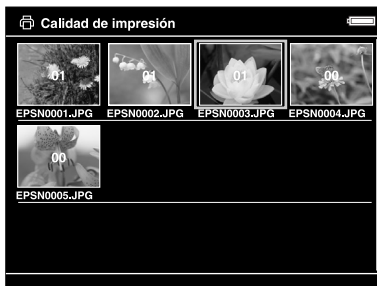 Calidad de impresión
01 01 01 00
EPSN0001.JPG EPSN0002.JPG EPSN0003.JPG EPSN0004.JPG
00
EPSN0005.JPG